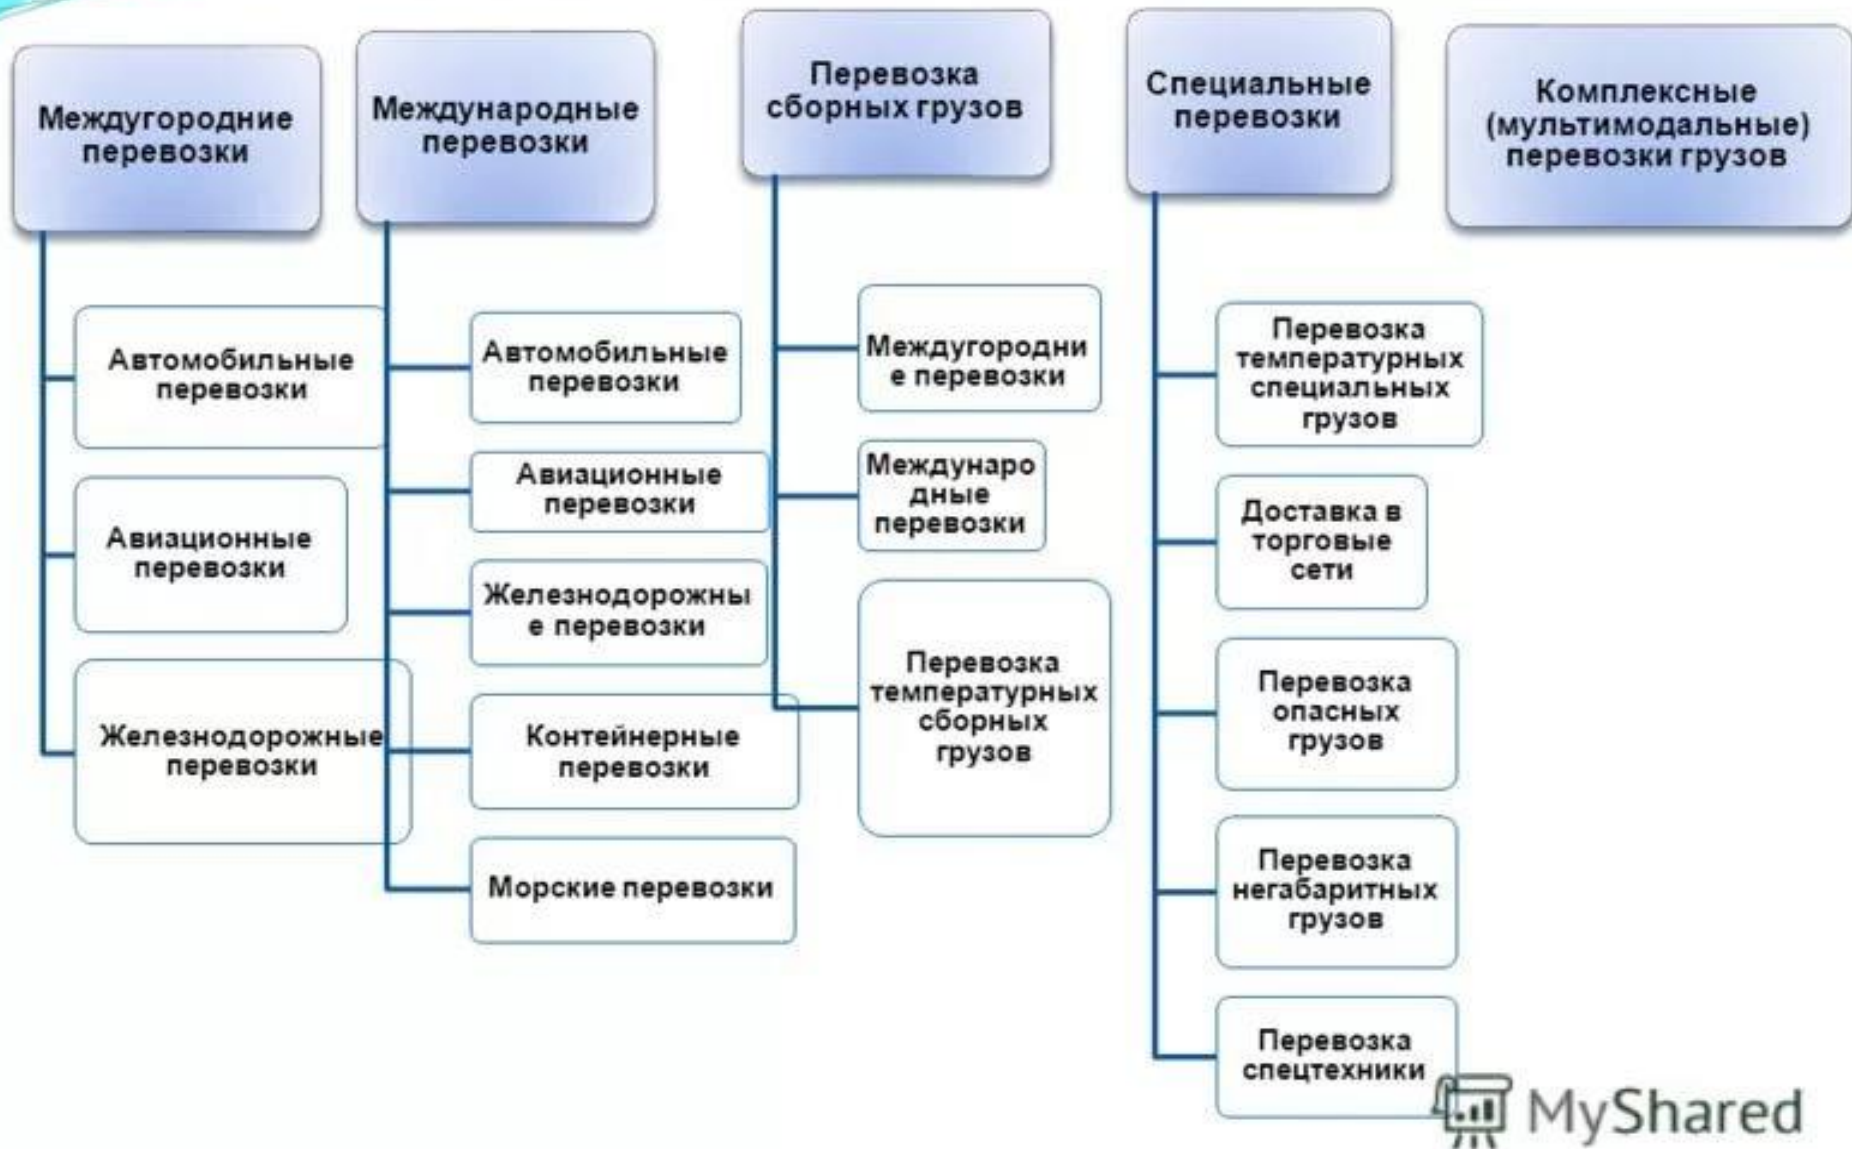 Междугородние
перевозки
Автомобильные
перевозки
Авиационные
перевозки
Железнодорожные
перевозки
Международные
перевозки
Автомобильные
перевозки
Авиационные
перевозки
Железнодорожны
е перевозки
Контейнерные
перевозки
Морские перевозки
Перевозка
сборных грузов
Междугородни
е перевозки
Междунаро
дные
перевозки
Перевозка
температурных
сборных
грузов
Специальные
перевозки
Перевозка
температурных
специальных
грузов
Доставка в
торговые
сети
Перевозка
опасных
грузов
Перевозка
негабаритных
грузов
Перевозка
спецтехники
Комплексные
(мультимодальные)
перевозки грузов
MyShared